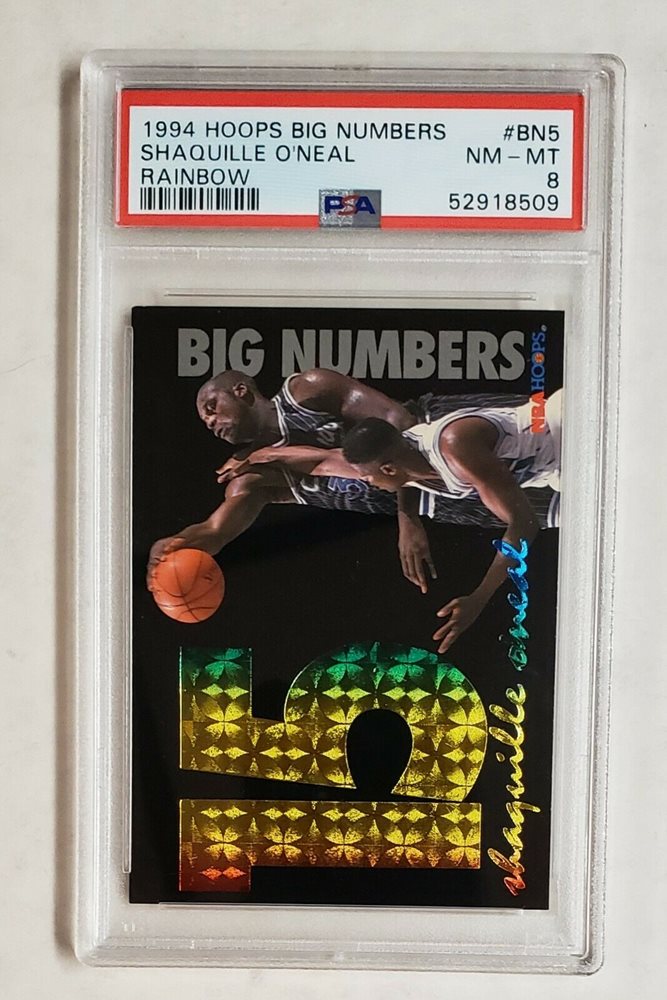 1994 HOOPS BIG NUMBERS #BN5
SHAQUILLE O'NEAL NM - MT
RAINBOW 8
PSA 52918509
BIG NUMBERS
NBA HOOPS
15
shaquille o'neal